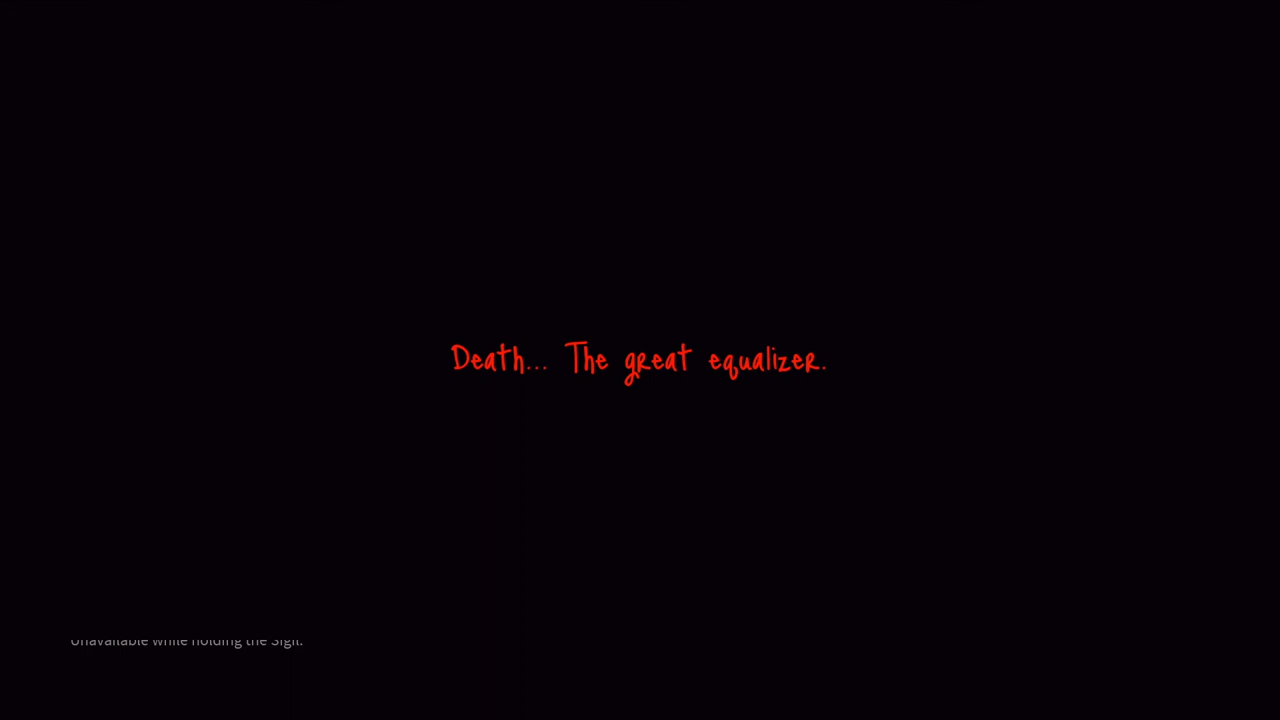 Death... The great equalizer.
Unavailable while holding the Sigil.